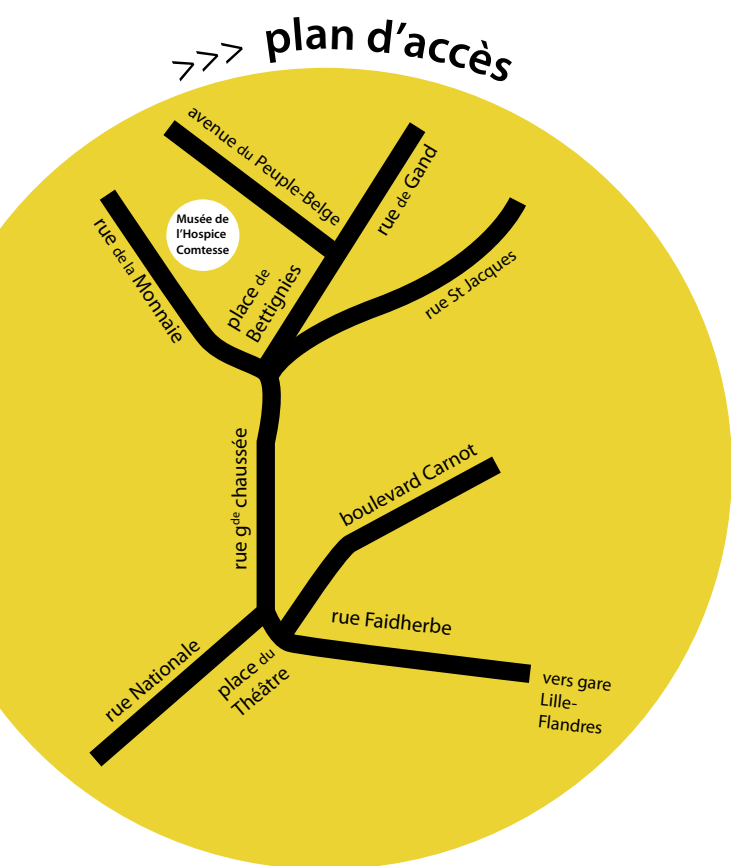 >>> plan d’accès
avenue du Peuple-Belge
rue de Gand
Musée de
l’Hospice
Comtesse
rue de la Monnaie
place de
Bettignies
rue St Jacques
rue gde chaussée
boulevard Carnot
rue Faidherbe
rue Nationale
place du
Théâtre
vers gare
Lille-
Flandres